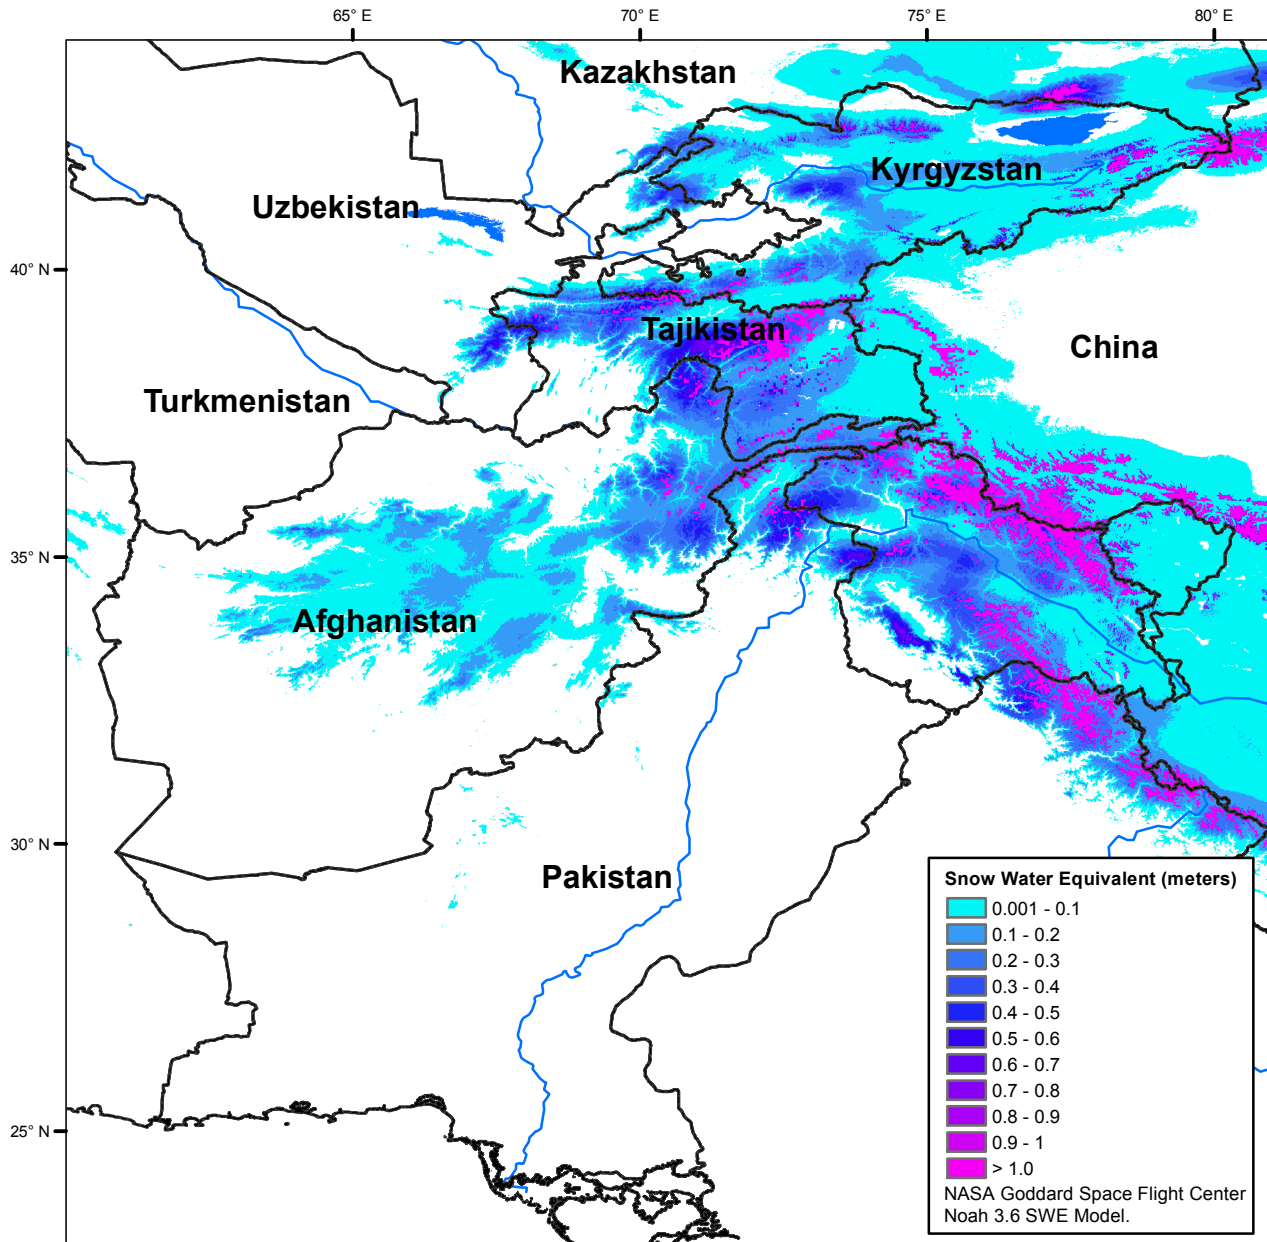 65° E
70° E
75° E
80° E
Kazakhstan
Kyrgyzstan
Uzbekistan
40° N
Tajikistan
China
Turkmenistan
35° N
Afghanistan
30° N
Pakistan
25° N
Snow Water Equivalent (meters)
0.001 - 0.1
0.1 - 0.2
0.2 - 0.3
0.3 - 0.4
0.4 - 0.5
0.5 - 0.6
0.6 - 0.7
0.7 - 0.8
0.8 - 0.9
0.9 - 1
> 1.0
NASA Goddard Space Flight Center
Noah 3.6 SWE Model.